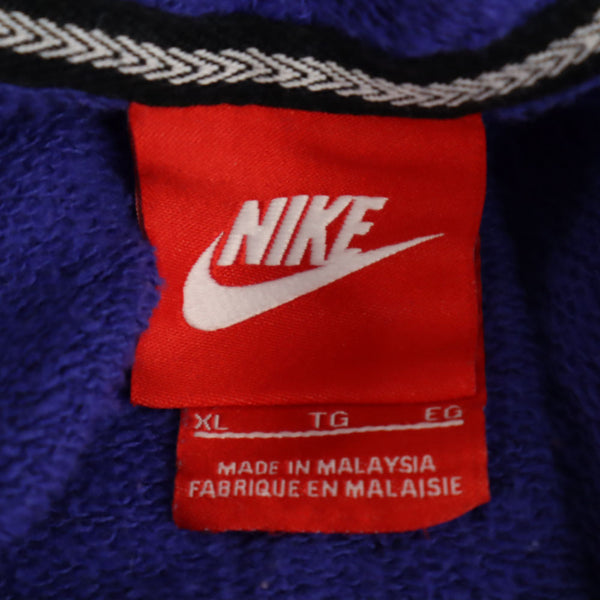 NIKE
XL TG EG
MADE IN MALAYSIA
FABRIQUE EN MALAISIE